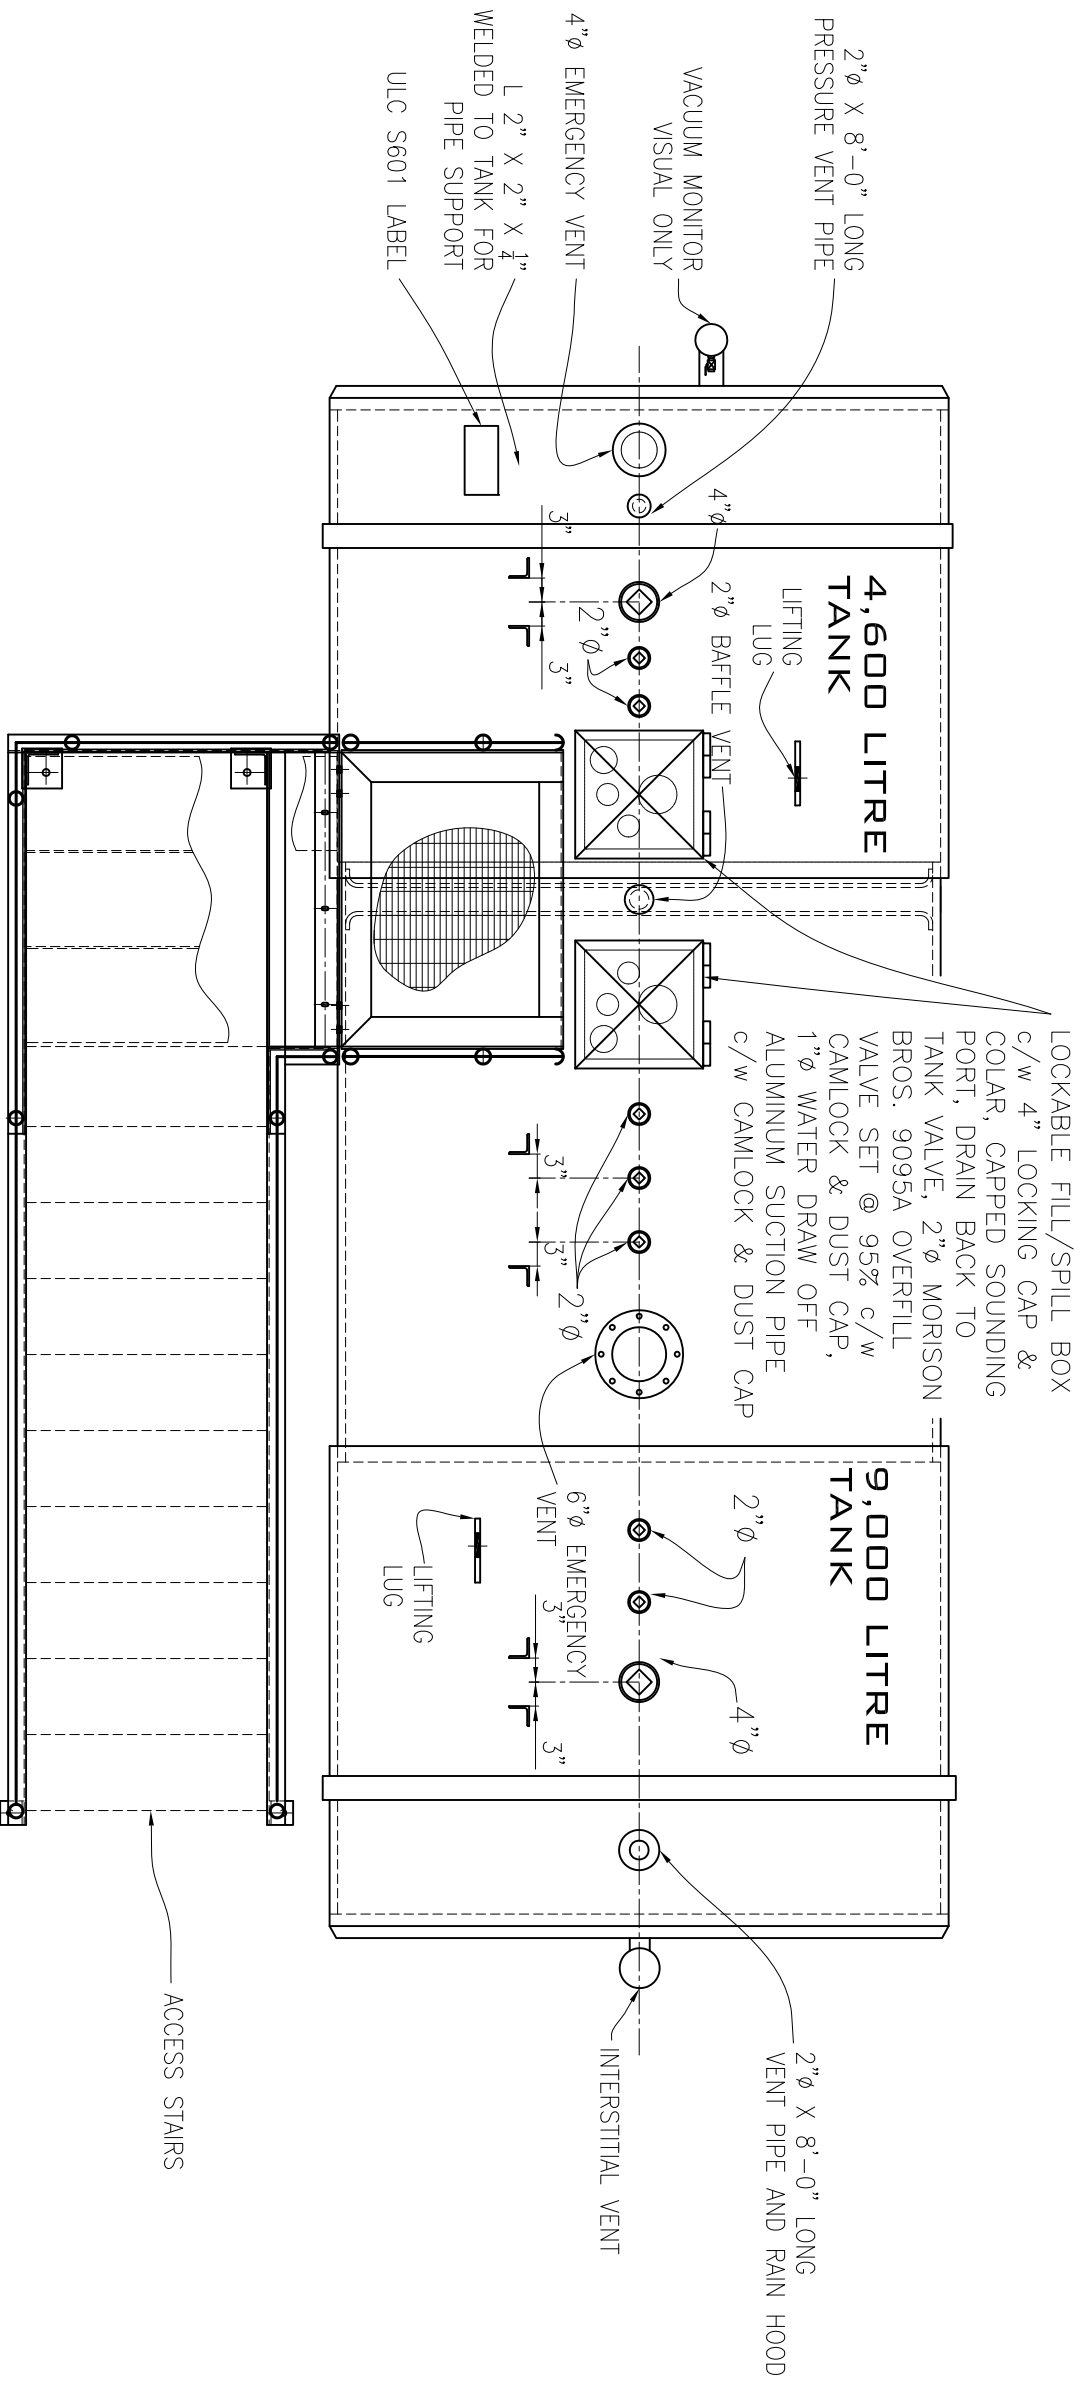 2"ø X 8'-0" LONG
PRESSURE VENT PIPE
VACUUM MONITOR
VISUAL ONLY
4"ø EMERGENCY VENT
L 2" X 2" X 1/4"
WELDED TO TANK FOR
PIPE SUPPORT
ULC S601 LABEL
4,600 LITRE
TANK
LIFTING
LUG
2"ø BAFFLE VENT
4"ø
2"ø
3"
3"
LOCKABLE FILL/SPILL BOX
c/w 4" LOCKING CAP &
COLAR, CAPPED SOUNDING
PORT, DRAIN BACK TO
TANK VALVE, 2"ø MORISON
BROS. 9095A OVERFILL
VALVE SET @ 95% c/w
CAMLOCK & DUST CAP,
1"ø WATER DRAW OFF
ALUMINUM SUCTION PIPE
c/w CAMLOCK & DUST CAP
3"
3"
2"ø
9,000 LITRE
TANK
2"ø
4"ø
6"ø EMERGENCY
VENT
3"
3"
LIFTING
LUG
2"ø X 8'-0" LONG
VENT PIPE AND RAIN HOOD
INTERSTITIAL VENT
ACCESS STAIRS